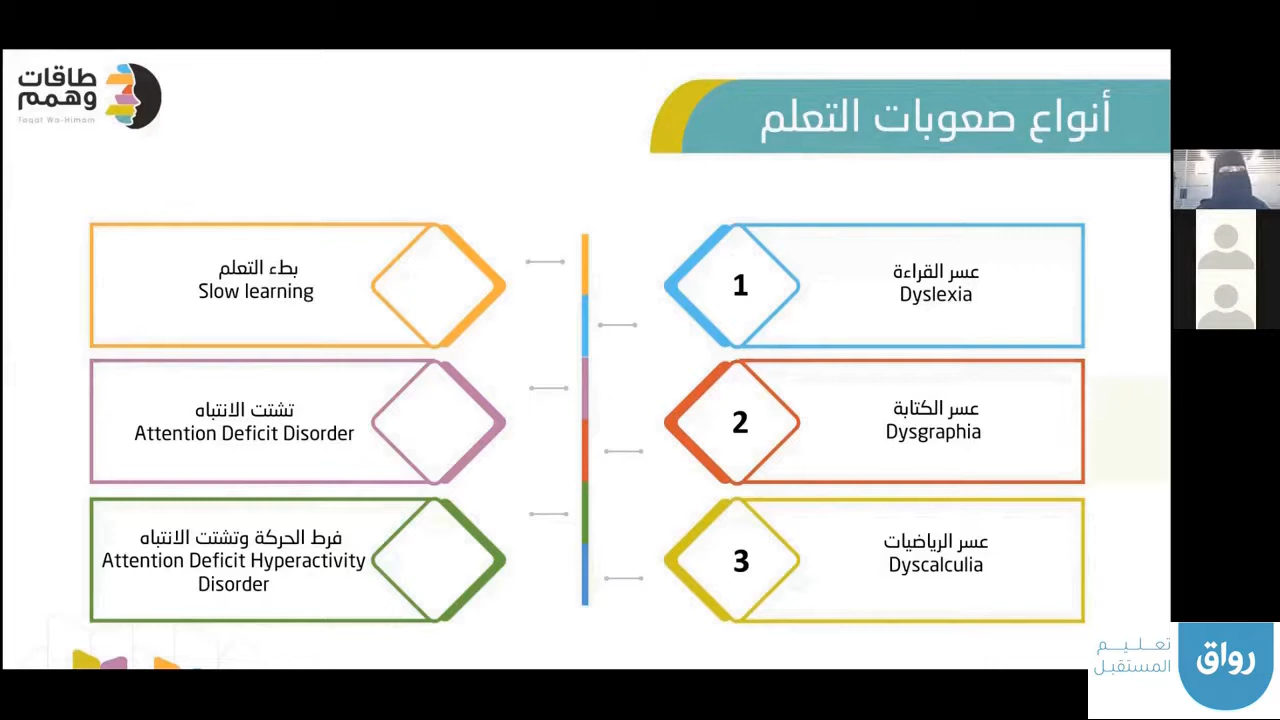 طاقات
وهمم
Taqat Wa-Himam
أنواع صعوبات التعلم
1
عسر القراءة
Dyslexia
2
عسر الكتابة
Dysgraphia
3
عسر الرياضيات
Dyscalculia
بطء التعلم
Slow learning
تشتت الانتباه
Attention Deficit Disorder
فرط الحركة وتشتت الانتباه
Attention Deficit Hyperactivity
Disorder
تعـلـيـم
المستقبل
رواق